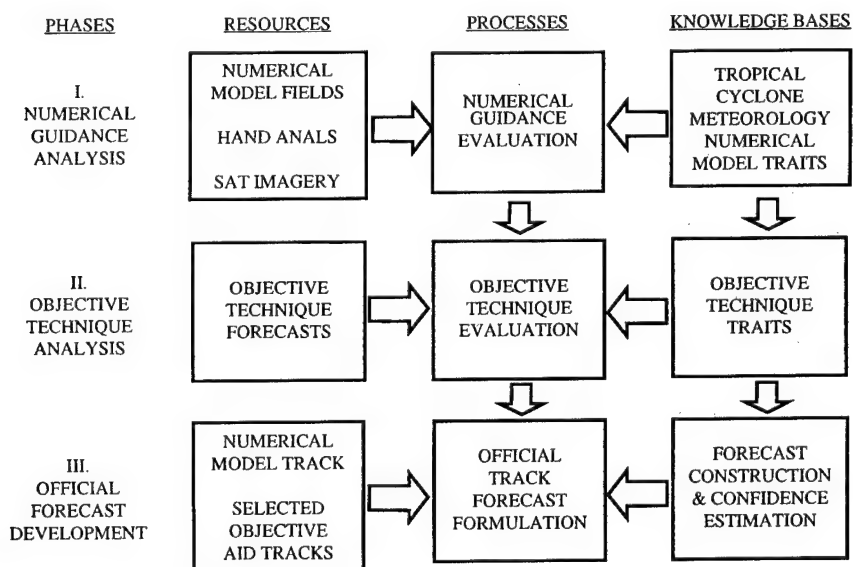 PHASES
RESOURCES
PROCESSES
KNOWLEDGE BASES
I.
NUMERICAL
GUIDANCE
ANALYSIS
NUMERICAL
MODEL FIELDS
HAND ANALS
SAT IMAGERY
NUMERICAL
GUIDANCE
EVALUATION
TROPICAL
CYCLONE
METEOROLOGY
NUMERICAL
MODEL TRAITS
II.
OBJECTIVE
TECHNIQUE
ANALYSIS
OBJECTIVE
TECHNIQUE
FORECASTS
OBJECTIVE
TECHNIQUE
EVALUATION
OBJECTIVE
TECHNIQUE
TRAITS
III.
OFFICIAL
FORECAST
DEVELOPMENT
NUMERICAL
MODEL TRACK
SELECTED
OBJECTIVE
AID TRACKS
OFFICIAL
TRACK
FORECAST
FORMULATION
FORECAST
CONSTRUCTION
& CONFIDENCE
ESTIMATION